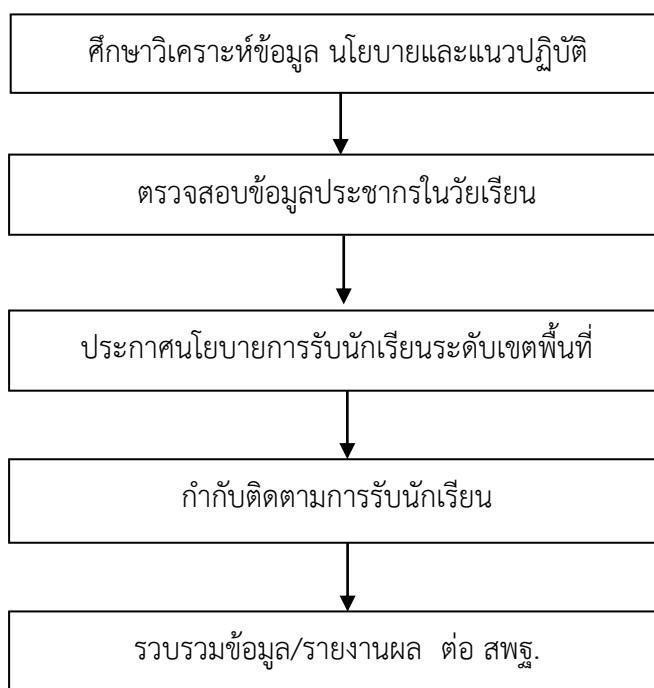 ศึกษาวิเคราะห์ข้อมูล นโยบายและแนวปฏิบัติ
ตรวจสอบข้อมูลประชากรในวัยเรียน
ประกาศนโยบายการรับนักเรียนระดับเขตพื้นที่
กำกับติดตามการรับนักเรียน
รวบรวมข้อมูล/รายงานผล ต่อ สพฐ.